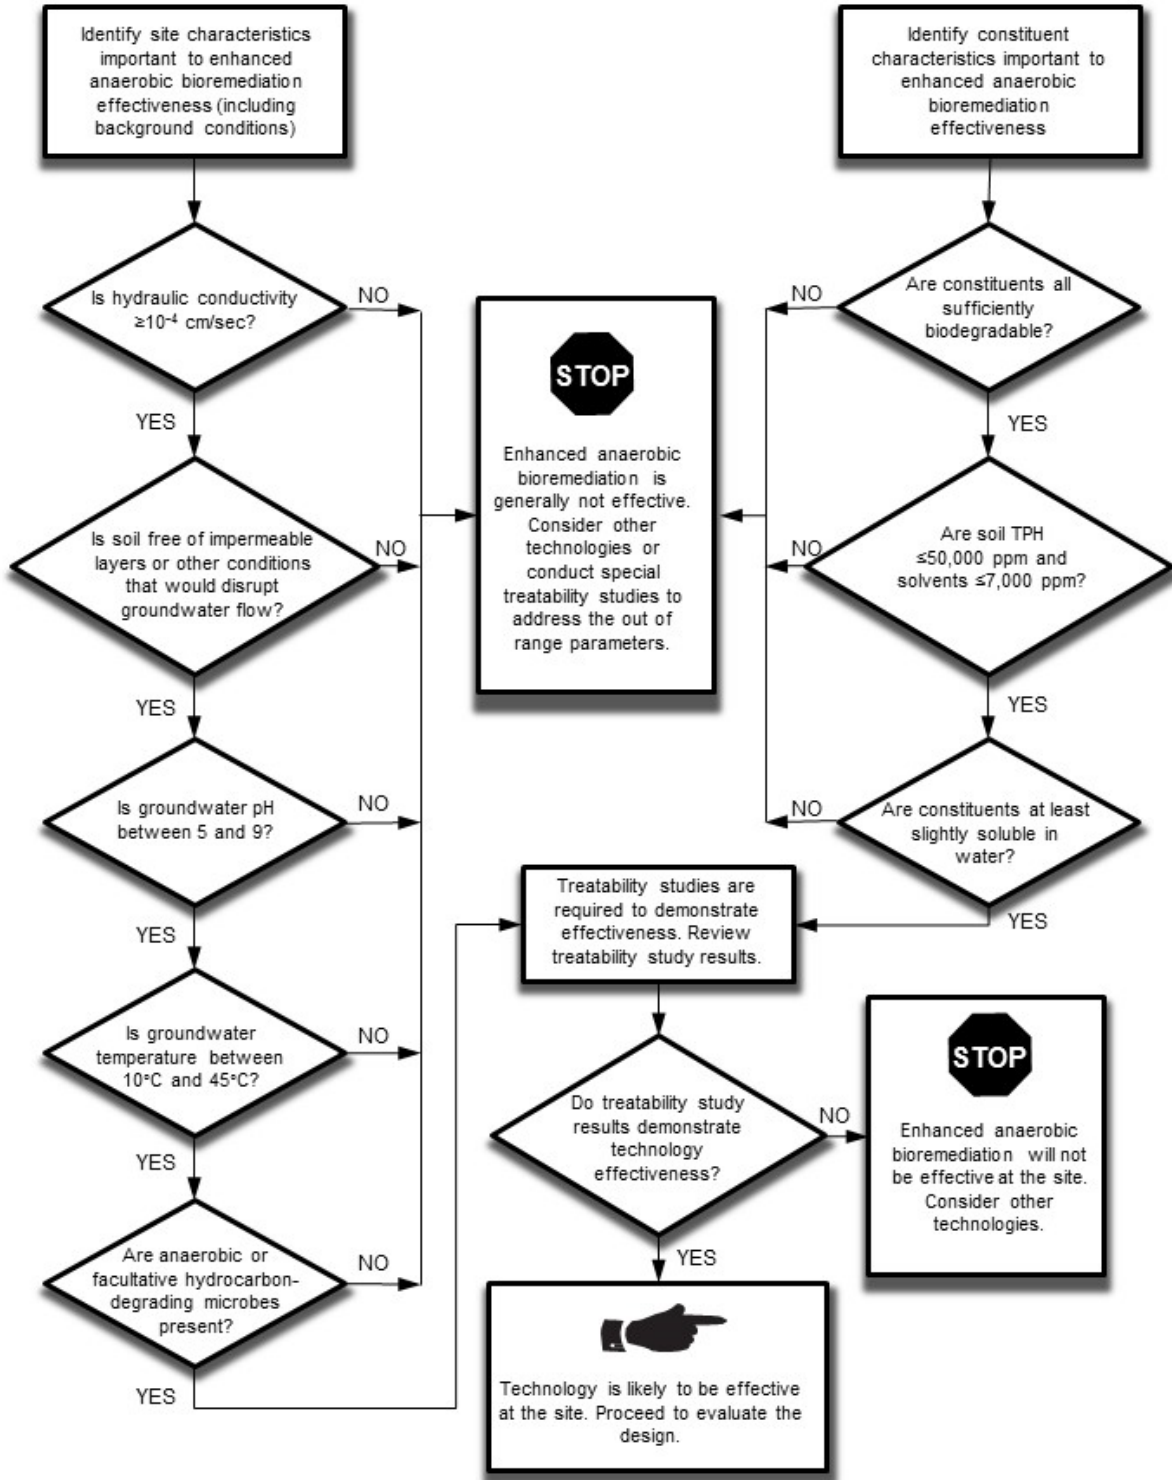 Identify site characteristics
important to enhanced
anaerobic bioremediation
effectiveness (including
background conditions)
Is hydraulic conductivity
≥10⁻⁴ cm/sec?
NO
YES
Is soil free of impermeable
layers or other conditions
that would disrupt
groundwater flow?
NO
YES
Is groundwater pH
between 5 and 9?
NO
YES
Is groundwater
temperature between
10°C and 45°C?
NO
YES
Are anaerobic or
facultative hydrocarbon-
degrading microbes
present?
NO
YES
STOP
Enhanced anaerobic
bioremediation is
generally not effective.
Consider other
technologies or
conduct special
treatability studies to
address the out of
range parameters.
Identify constituent
characteristics important to
enhanced anaerobic
bioremediation
effectiveness
Are constituents all
sufficiently
biodegradable?
NO
YES
Are soil TPH
≤50,000 ppm and
solvents ≤7,000 ppm?
NO
YES
Are constituents at least
slightly soluble in
water?
NO
YES
Treatability studies are
required to demonstrate
effectiveness. Review
treatability study results.
Do treatability study
results demonstrate
technology
effectiveness?
NO
YES
STOP
Enhanced anaerobic
bioremediation will not
be effective at the site.
Consider other
technologies.
Technology is likely to be effective
at the site. Proceed to evaluate the
design.